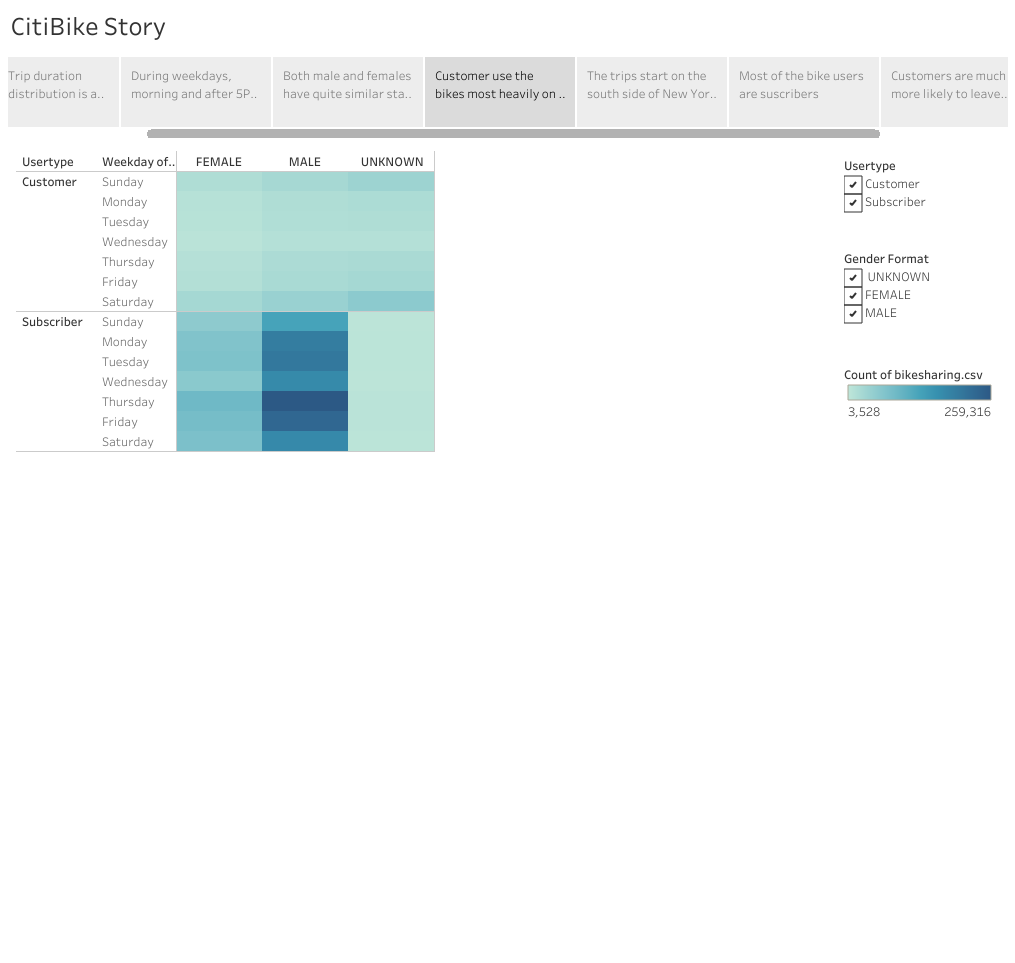 CitiBike Story
Trip duration
distribution is a..
During weekdays,
morning and after 5P..
Both male and females
have quite similar sta..
Customer use the
bikes most heavily on ..
The trips start on the
south side of New Yor..
Most of the bike users
are suscribers
Customers are much
more likely to leave..
Usertype Weekday of.. FEMALE MALE UNKNOWN
Customer Sunday
Monday
Tuesday
Wednesday
Thursday
Friday
Saturday
Subscriber Sunday
Monday
Tuesday
Wednesday
Thursday
Friday
Saturday
Usertype
Customer
Subscriber
Gender Format
UNKNOWN
FEMALE
MALE
Count of bikesharing.csv
3,528 259,316